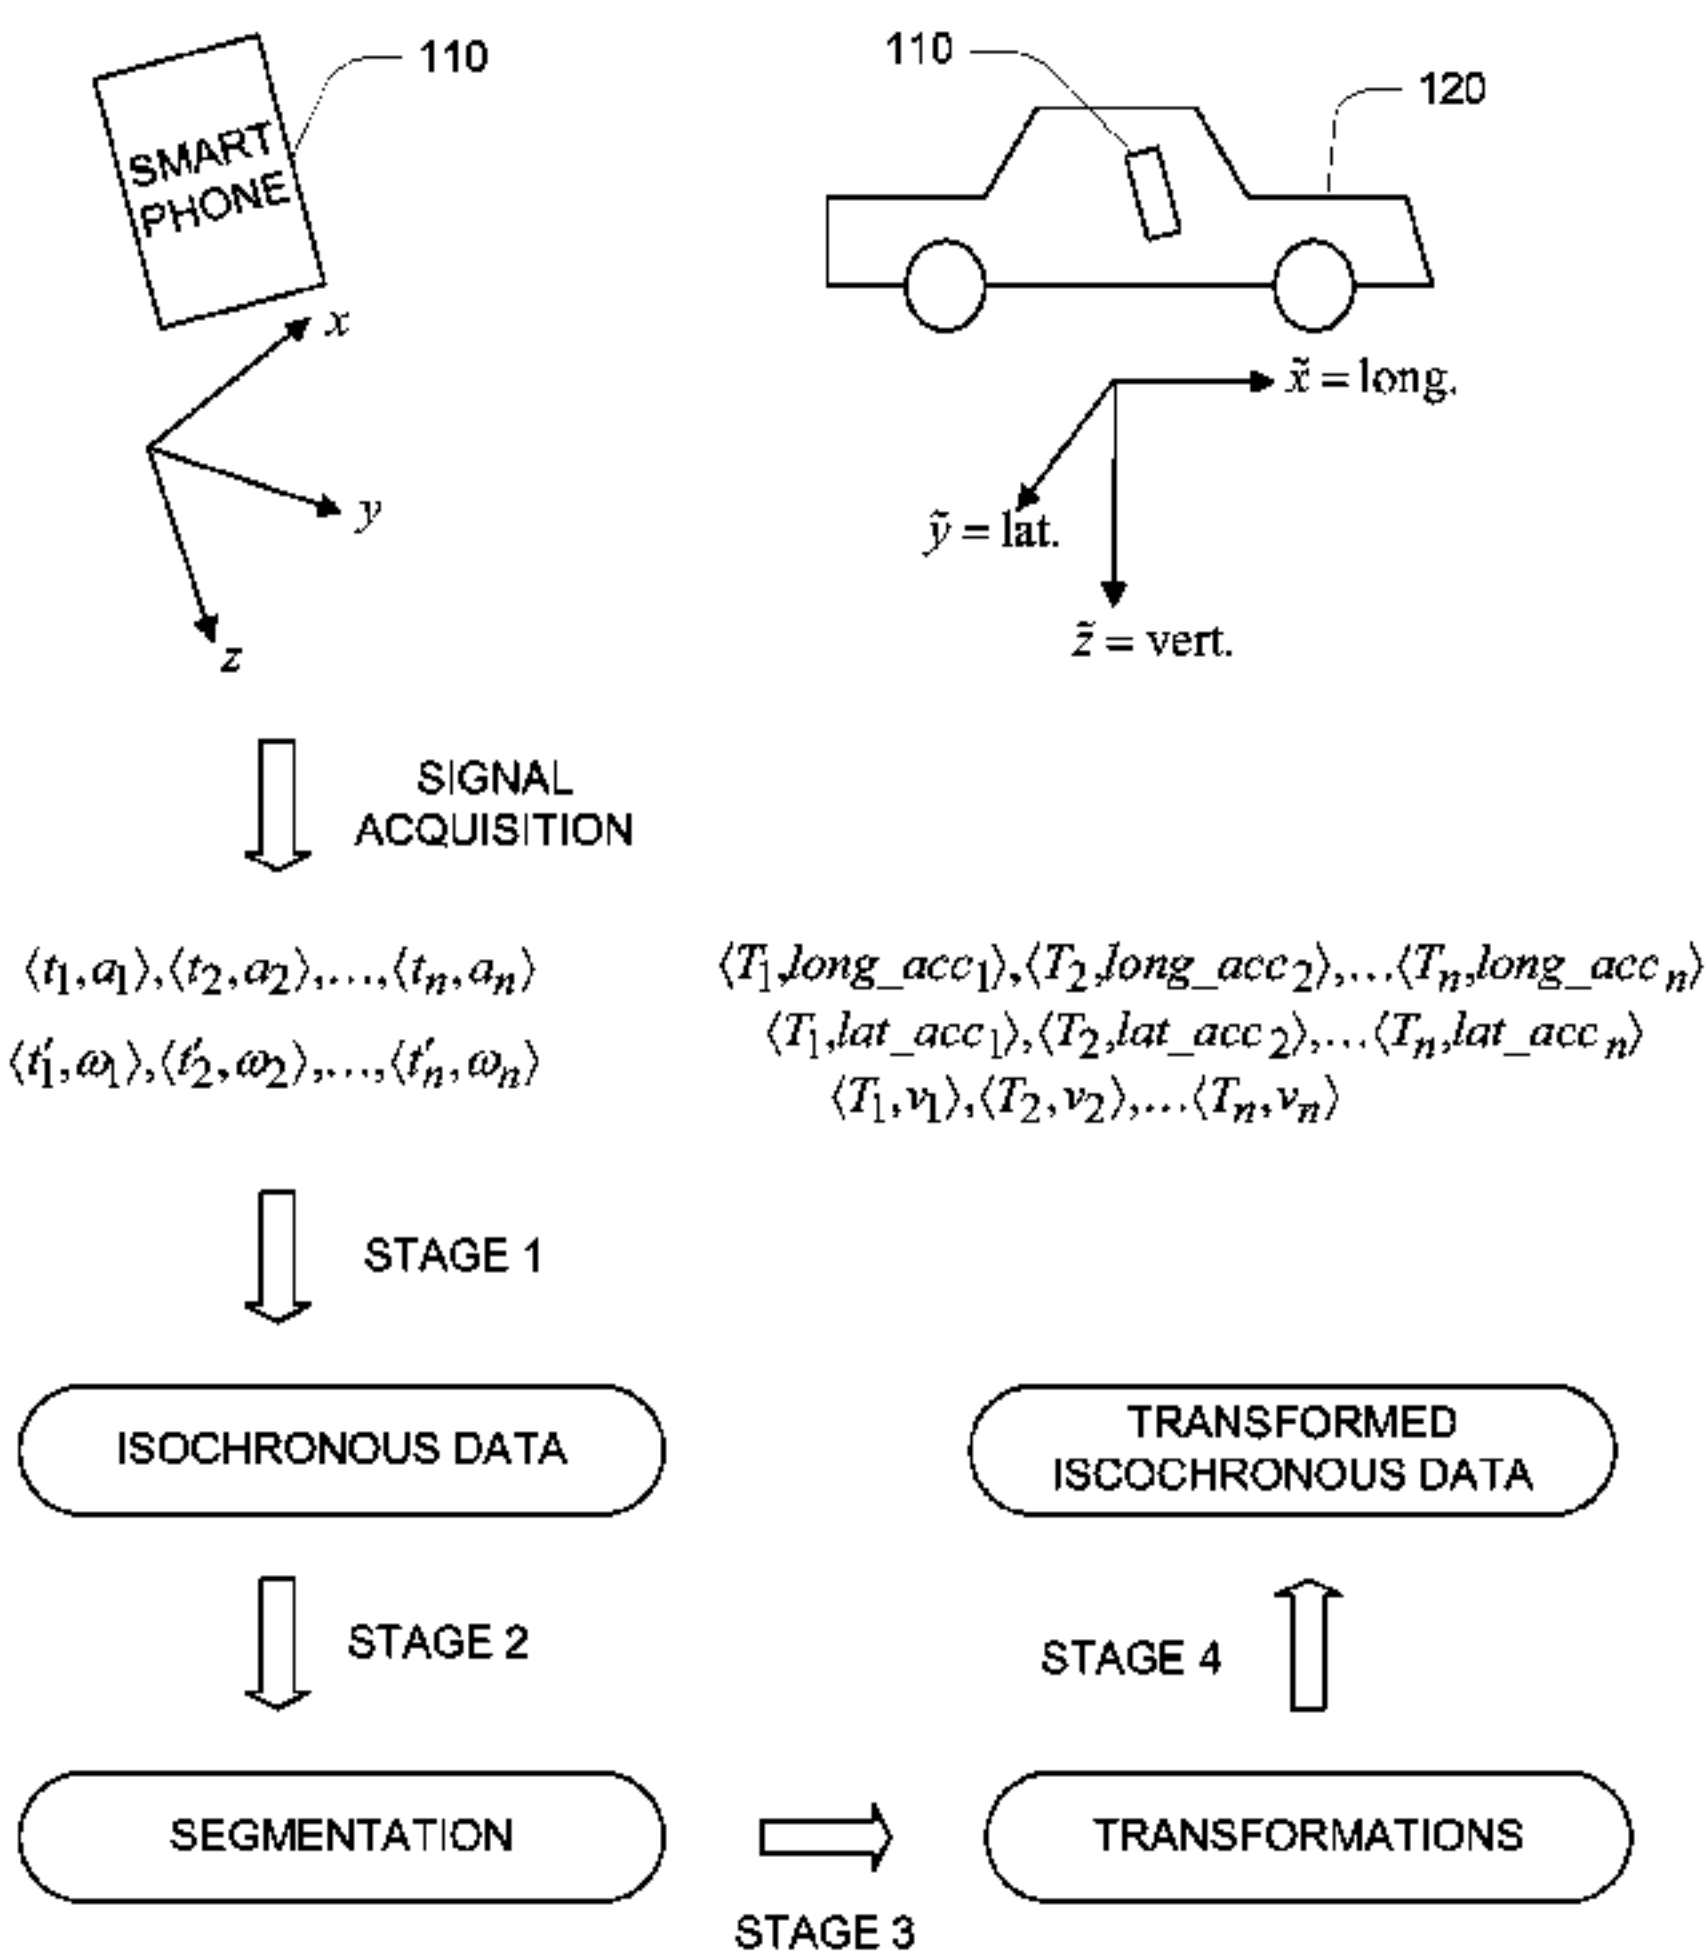 110
SMART
PHONE
x
y
z
110
120
x̃ = long.
ỹ = lat.
z̃ = vert.
SIGNAL
ACQUISITION
⟨t₁,a₁⟩,⟨t₂,a₂⟩,…,⟨tₙ,aₙ⟩
⟨t′₁,ω₁⟩,⟨t′₂,ω₂⟩,…,⟨t′ₙ,ωₙ⟩
⟨T₁,long_acc₁⟩,⟨T₂,long_acc₂⟩,…⟨Tₙ,long_accₙ⟩
⟨T₁,lat_acc₁⟩,⟨T₂,lat_acc₂⟩,…⟨Tₙ,lat_accₙ⟩
⟨T₁,v₁⟩,⟨T₂,v₂⟩,…⟨Tₙ,vₙ⟩
STAGE 1
ISOCHRONOUS DATA
TRANSFORMED
ISCOCHRONOUS DATA
STAGE 2
STAGE 4
SEGMENTATION
TRANSFORMATIONS
STAGE 3